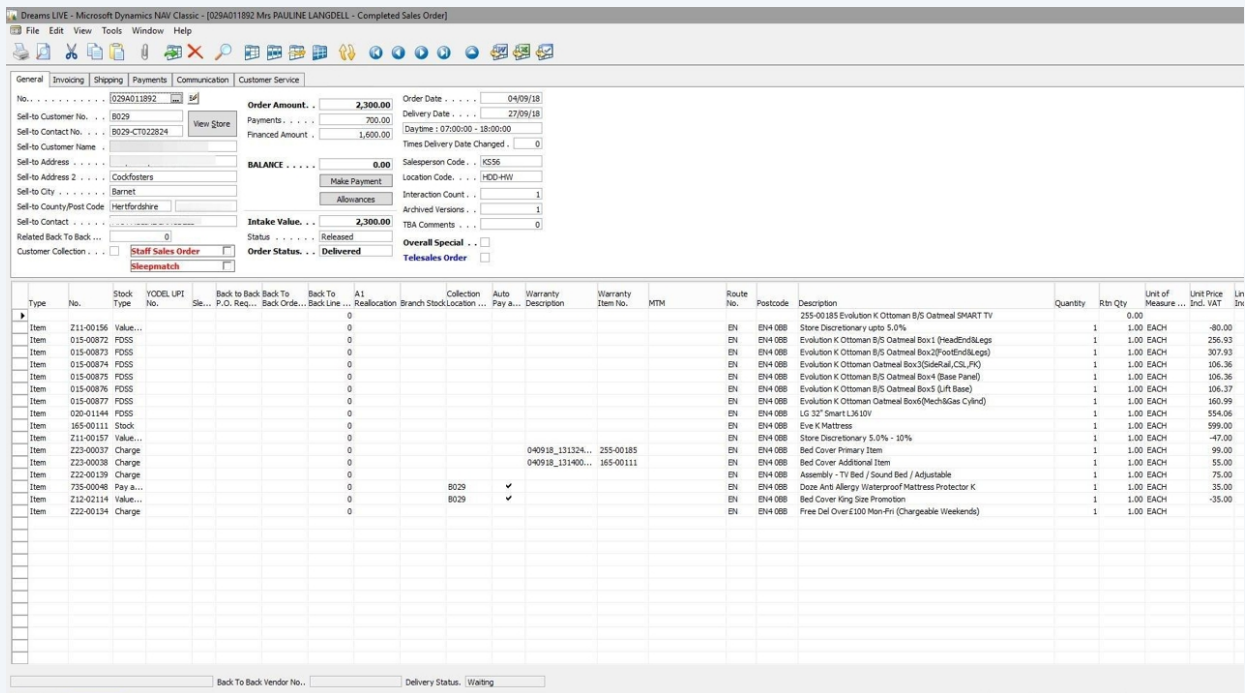 Dreams LIVE - Microsoft Dynamics NAV Classic - [029A011892 Mrs PAULINE LANGDELL - Completed Sales Order]
File Edit View Tools Window Help
General Invoicing Shipping Payments Communication Customer Service
No. . . . . . . . . . . . 029A011892 ... Order Amount. . 2,300.00 Order Date . . . . . 04/09/18
Sell-to Customer No. . . B029 View Store Payments. . . . . 700.00 Delivery Date . . . . 27/09/18
Sell-to Contact No. . . . B029-CT022824 Financed Amount . 1,600.00 Daytime : 07:00:00 - 18:00:00
Sell-to Customer Name . Times Delivery Date Changed . 0
Sell-to Address . . . . . BALANCE . . . . . 0.00 Salesperson Code. . KS56
Sell-to Address 2 . . . . Cockfosters Make Payment Location Code. . . . HDD-HW
Sell-to City . . . . . . . Barnet Allowances Interaction Count . . 1
Sell-to County/Post Code Hertfordshire Archived Versions . . 1
Sell-to Contact . . . . . Intake Value. . . 2,300.00 TBA Comments . . . 0
Related Back To Back ... 0 Status . . . . . . Released Overall Special . .
Customer Collection . . . Staff Sales Order Order Status. . . Delivered Telesales Order
Sleepmatch
Type No. Stock Type YODEL UPI No. Sle... Back to Back P.O. Req... Back To Back Orde... Back To Back Line ... A1 Reallocation Branch Stock Collection Location ... Auto Pay a... Warranty Description Warranty Item No. MTM Route No. Postcode Description Quantity Rtn Qty Unit of Measure ... Unit Price Incl. VAT
0 255-00185 Evolution K Ottoman B/S Oatmeal SMART TV 0.00
Item Z11-00156 Value... 0 EN EN4 0BB Store Discretionary upto 5.0% 1 1.00 EACH -80.00
Item 015-00872 FDSS 0 EN EN4 0BB Evolution K Ottoman B/S Oatmeal Box1 (HeadEnd&Legs 1 1.00 EACH 256.93
Item 015-00873 FDSS 0 EN EN4 0BB Evolution K Ottoman B/S Oatmeal Box2(FootEnd&Legs) 1 1.00 EACH 307.93
Item 015-00874 FDSS 0 EN EN4 0BB Evolution K Ottoman Oatmeal Box3(SideRail,CSL,FK) 1 1.00 EACH 106.36
Item 015-00875 FDSS 0 EN EN4 0BB Evolution K Ottoman B/S Oatmeal Box4 (Base Panel) 1 1.00 EACH 106.36
Item 015-00876 FDSS 0 EN EN4 0BB Evolution K Ottoman B/S Oatmeal Box5 (Lift Base) 1 1.00 EACH 106.37
Item 015-00877 FDSS 0 EN EN4 0BB Evolution K Ottoman Oatmeal Box6(Mech&Gas Cylind) 1 1.00 EACH 160.99
Item 020-01144 FDSS 0 EN EN4 0BB LG 32" Smart LJ610V 1 1.00 EACH 554.06
Item 165-00111 Stock 0 EN EN4 0BB Eve K Mattress 1 1.00 EACH 599.00
Item Z11-00157 Value... 0 EN EN4 0BB Store Discretionary 5.0% - 10% 1 1.00 EACH -47.00
Item Z23-00037 Charge 0 040918_131324... 255-00185 EN EN4 0BB Bed Cover Primary Item 1 1.00 EACH 99.00
Item Z23-00038 Charge 0 040918_131400... 165-00111 EN EN4 0BB Bed Cover Additional Item 1 1.00 EACH 55.00
Item Z22-00139 Charge 0 EN EN4 0BB Assembly - TV Bed / Sound Bed / Adjustable 1 1.00 EACH 75.00
Item 735-00048 Pay a... 0 B029 ✔ EN EN4 0BB Doze Anti Allergy Waterproof Mattress Protector K 1 1.00 EACH 35.00
Item Z12-02114 Value... 0 B029 ✔ EN EN4 0BB Bed Cover King Size Promotion 1 1.00 EACH -35.00
Item Z22-00134 Charge 0 EN EN4 0BB Free Del Over£100 Mon-Fri (Chargeable Weekends) 1 1.00 EACH
Back To Back Vendor No.. Delivery Status. Waiting